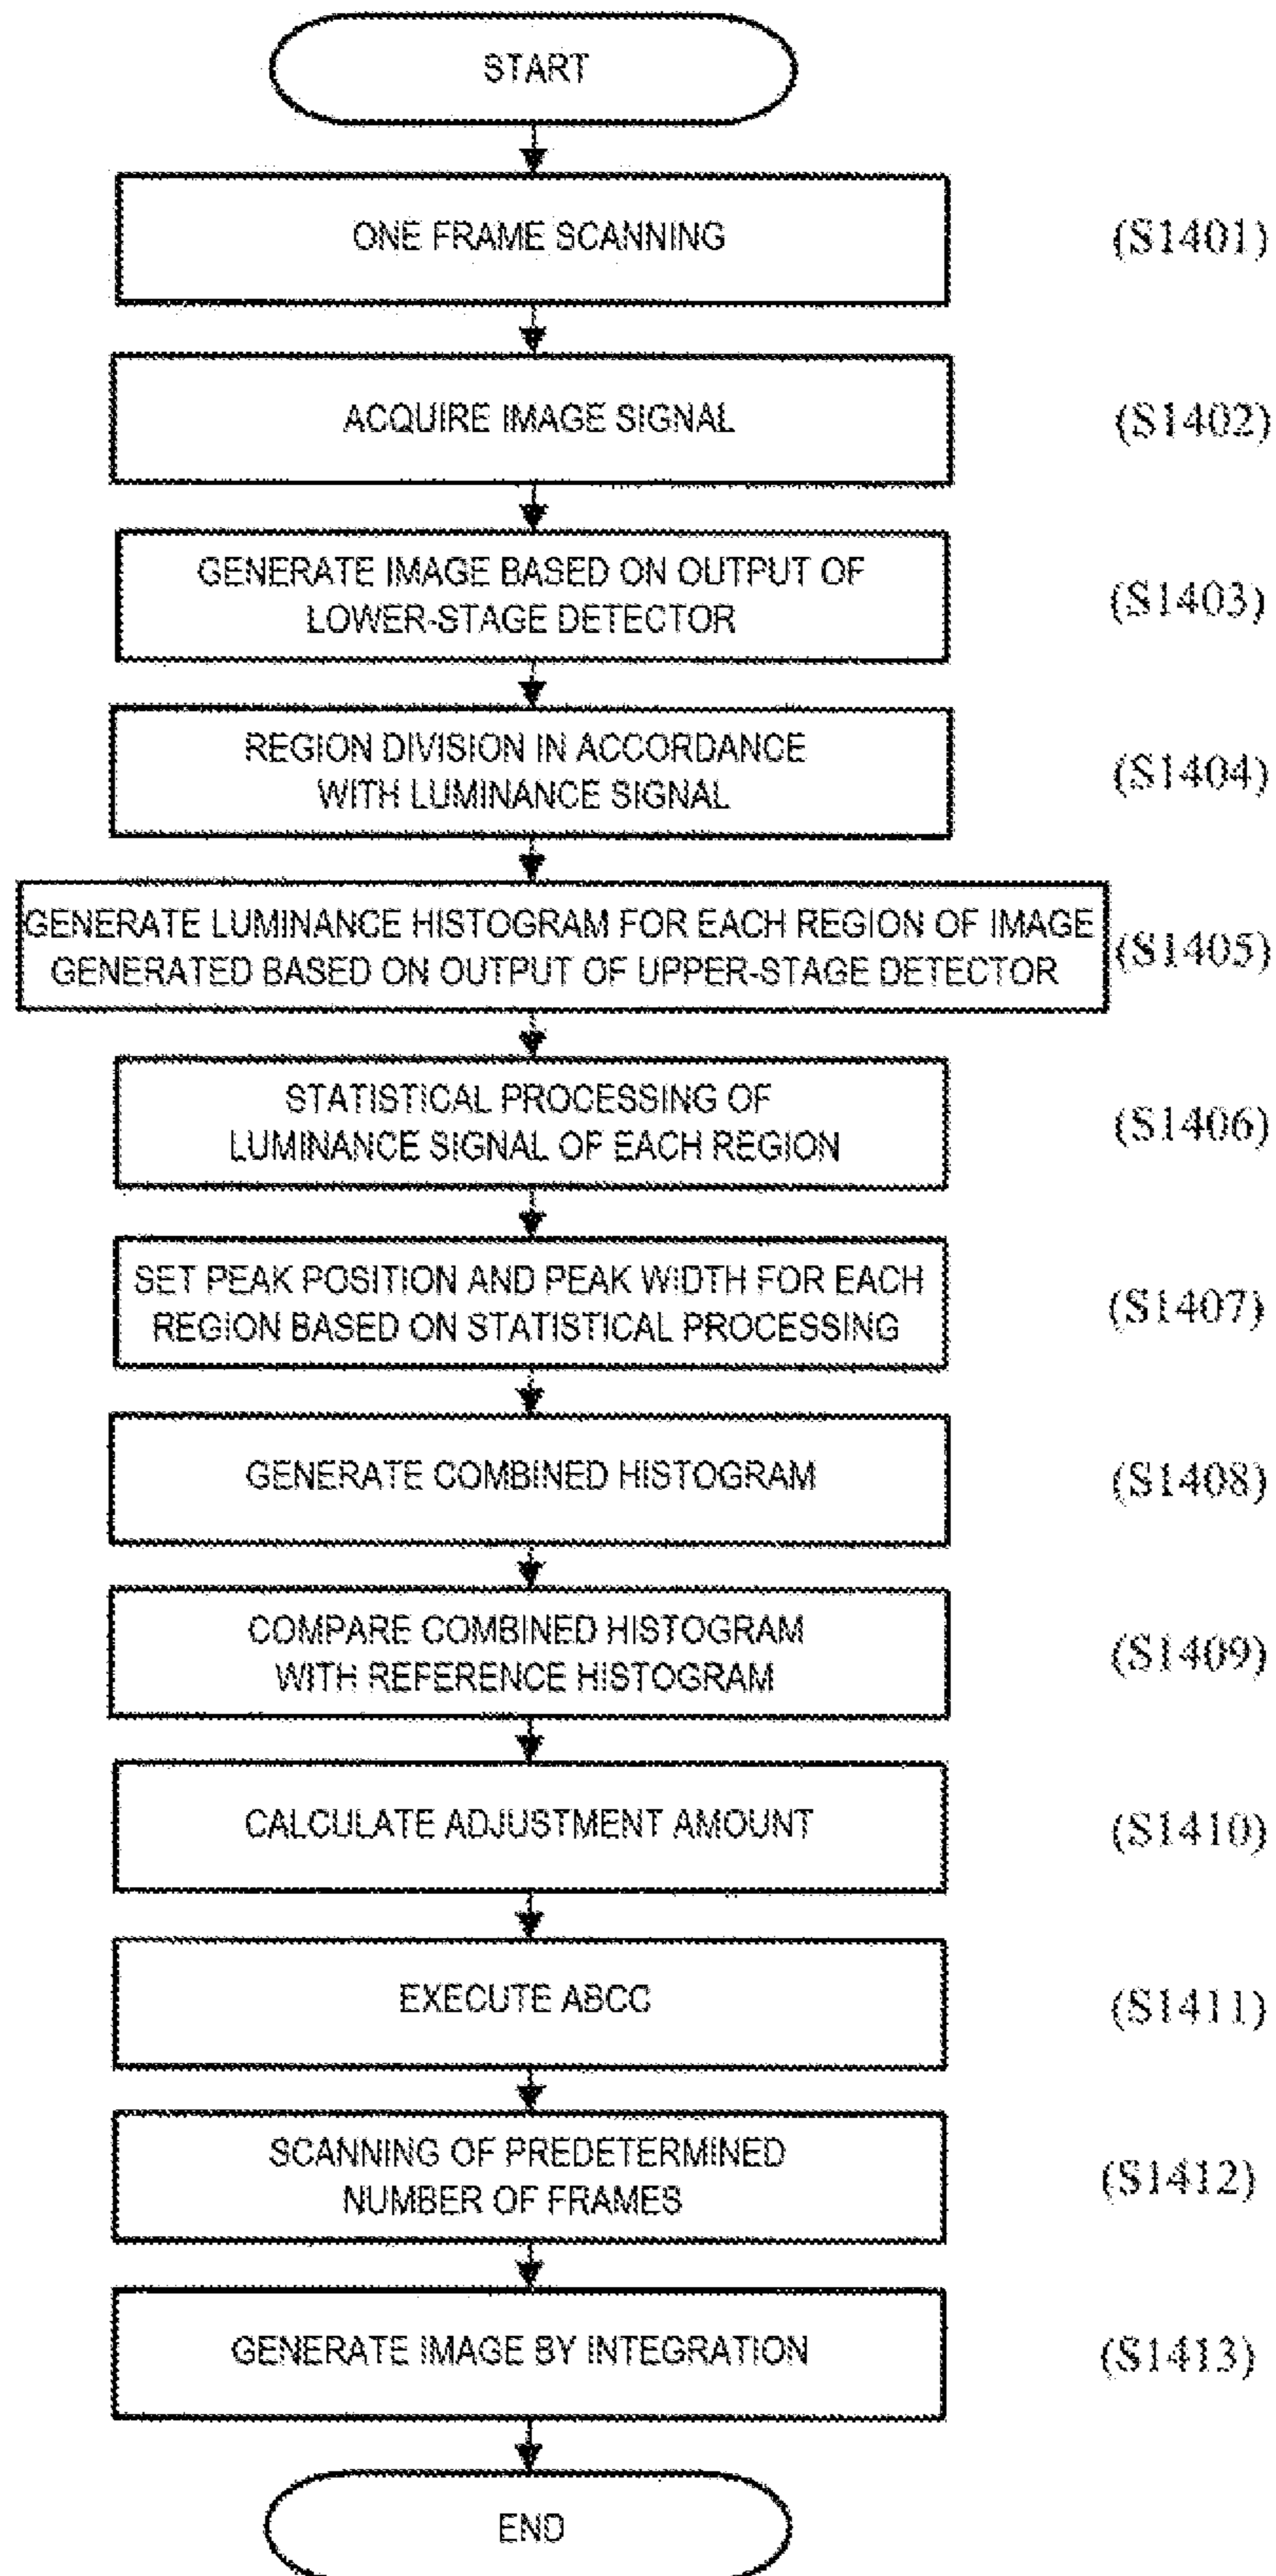 START
ONE FRAME SCANNING
(S1401)
ACQUIRE IMAGE SIGNAL
(S1402)
GENERATE IMAGE BASED ON OUTPUT OF
LOWER-STAGE DETECTOR
(S1403)
REGION DIVISION IN ACCORDANCE
WITH LUMINANCE SIGNAL
(S1404)
GENERATE LUMINANCE HISTOGRAM FOR EACH REGION OF IMAGE
GENERATED BASED ON OUTPUT OF UPPER-STAGE DETECTOR
(S1405)
STATISTICAL PROCESSING OF
LUMINANCE SIGNAL OF EACH REGION
(S1406)
SET PEAK POSITION AND PEAK WIDTH FOR EACH
REGION BASED ON STATISTICAL PROCESSING
(S1407)
GENERATE COMBINED HISTOGRAM
(S1408)
COMPARE COMBINED HISTOGRAM
WITH REFERENCE HISTOGRAM
(S1409)
CALCULATE ADJUSTMENT AMOUNT
(S1410)
EXECUTE ABCC
(S1411)
SCANNING OF PREDETERMINED
NUMBER OF FRAMES
(S1412)
GENERATE IMAGE BY INTEGRATION
(S1413)
END